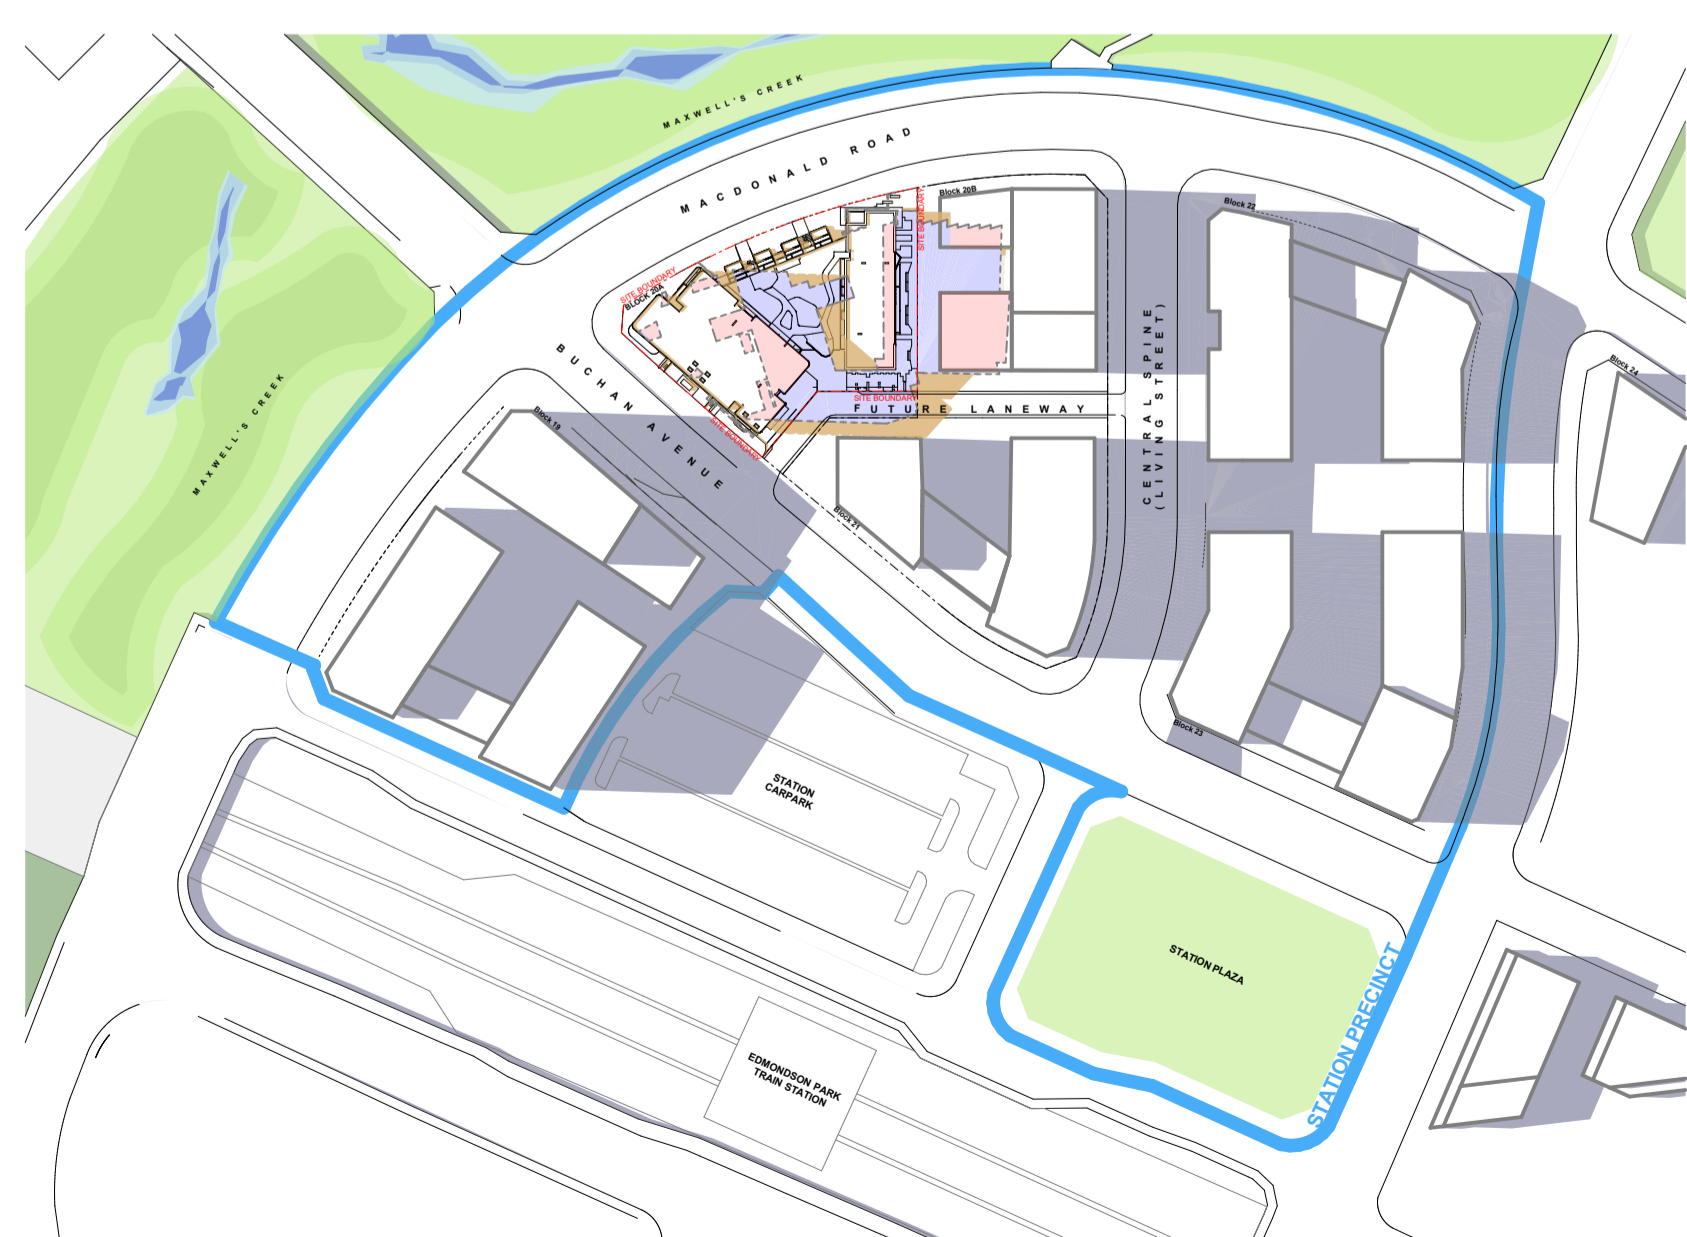 MAXWELL'S CREEK
MACDONALD ROAD
SITE BOUNDARY
Block 20B
Block 22
SITE BOUNDARY
BLOCK 20A
BUCHAN AVENUE
SITE BOUNDARY
FUTURE LANEWAY
CENTRAL SPINE
(LIVING STREET)
Block 24
MAXWELL'S CREEK
Block 19
SITE BOUNDARY
Block 21
Block 23
STATION
CARPARK
STATION PLAZA
STATION PRECINCT
EDMONDSON PARK
TRAIN STATION